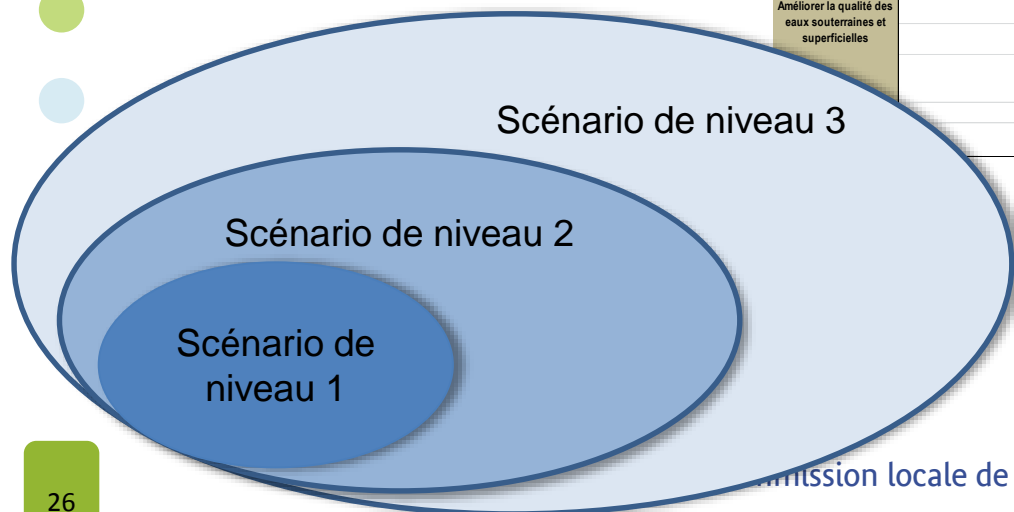 Améliorer la qualité des
eaux souterraines et
superficielles
Scénario de niveau 3
Scénario de niveau 2
Scénario de
niveau 1
locale de
26